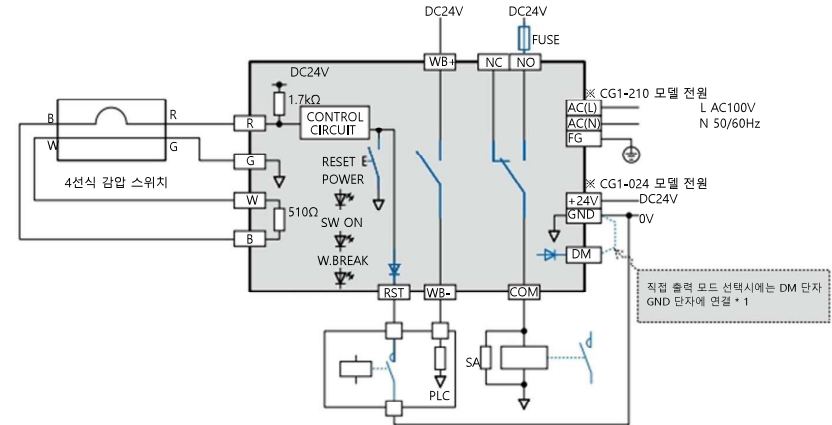 DC24V
DC24V
FUSE
WB+
NC
NO
DC24V
1.7kΩ
CONTROL
CIRCUIT
※ CG1-210 모델 전원
AC(L)
L AC100V
AC(N)
N 50/60Hz
FG
B
R
R
W
G
G
4선식 감압 스위치
RESET
POWER
※ CG1-024 모델 전원
W
+24V
DC24V
510Ω
GND
0V
SW ON
B
W.BREAK
DM
직접 출력 모드 선택시에는 DM 단자
GND 단자에 연결 * 1
RST
WB-
COM
SA
PLC